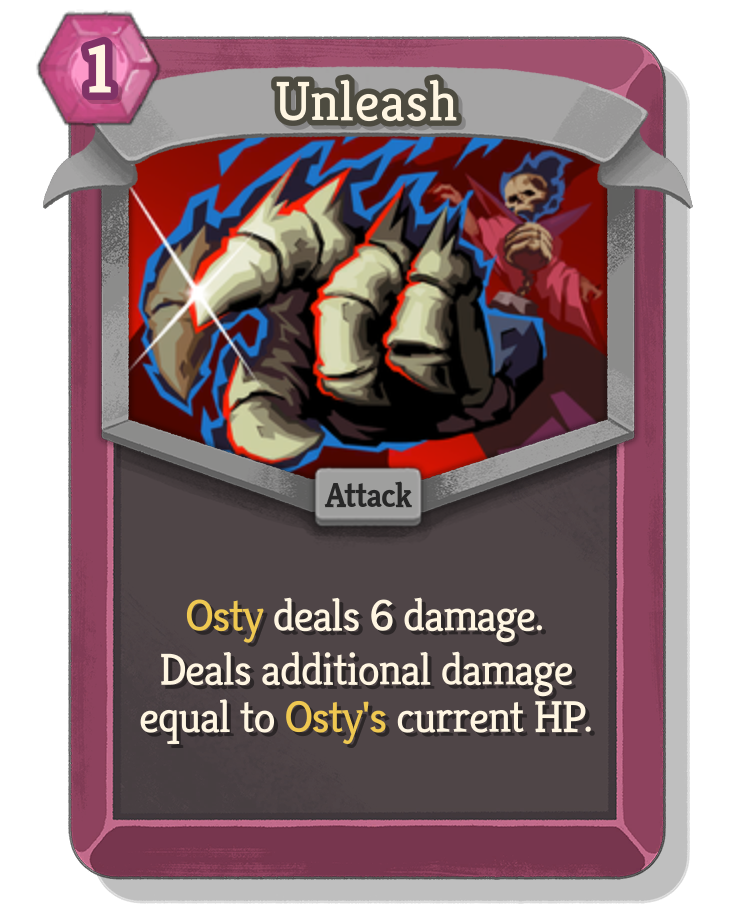 1
Unleash
Attack
Osty deals 6 damage.
Deals additional damage
equal to Osty's current HP.